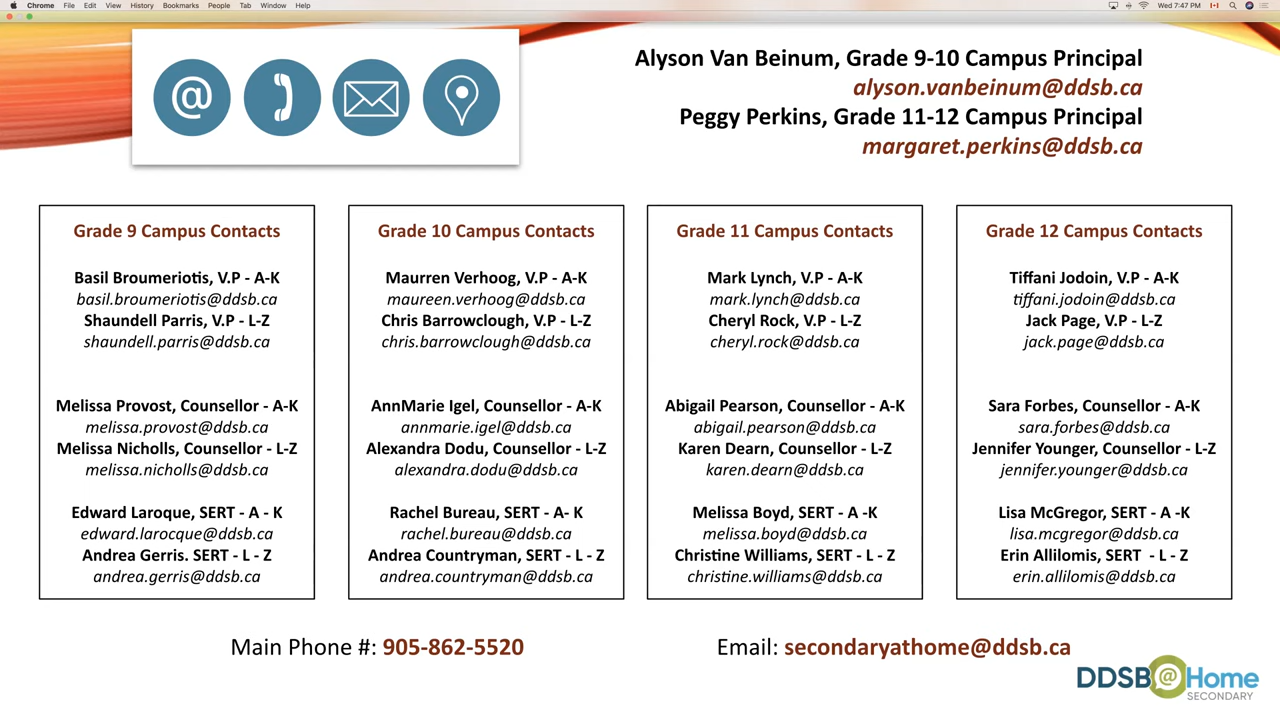 Chrome File Edit View History Bookmarks People Tab Window Help
Wed 7:47 PM
@
Alyson Van Beinum, Grade 9-10 Campus Principal
alyson.vanbeinum@ddsb.ca
Peggy Perkins, Grade 11-12 Campus Principal
margaret.perkins@ddsb.ca
Grade 9 Campus Contacts
Basil Broumeriotis, V.P - A-K
basil.broumeriotis@ddsb.ca
Shaundell Parris, V.P - L-Z
shaundell.parris@ddsb.ca
Melissa Provost, Counsellor - A-K
melissa.provost@ddsb.ca
Melissa Nicholls, Counsellor - L-Z
melissa.nicholls@ddsb.ca
Edward Laroque, SERT - A - K
edward.larocque@ddsb.ca
Andrea Gerris. SERT - L - Z
andrea.gerris@ddsb.ca
Grade 10 Campus Contacts
Maurren Verhoog, V.P - A-K
maureen.verhoog@ddsb.ca
Chris Barrowclough, V.P - L-Z
chris.barrowclough@ddsb.ca
AnnMarie Igel, Counsellor - A-K
annmarie.igel@ddsb.ca
Alexandra Dodu, Counsellor - L-Z
alexandra.dodu@ddsb.ca
Rachel Bureau, SERT - A- K
rachel.bureau@ddsb.ca
Andrea Countryman, SERT - L - Z
andrea.countryman@ddsb.ca
Grade 11 Campus Contacts
Mark Lynch, V.P - A-K
mark.lynch@ddsb.ca
Cheryl Rock, V.P - L-Z
cheryl.rock@ddsb.ca
Abigail Pearson, Counsellor - A-K
abigail.pearson@ddsb.ca
Karen Dearn, Counsellor - L-Z
karen.dearn@ddsb.ca
Melissa Boyd, SERT - A -K
melissa.boyd@ddsb.ca
Christine Williams, SERT - L - Z
christine.williams@ddsb.ca
Grade 12 Campus Contacts
Tiffani Jodoin, V.P - A-K
tiffani.jodoin@ddsb.ca
Jack Page, V.P - L-Z
jack.page@ddsb.ca
Sara Forbes, Counsellor - A-K
sara.forbes@ddsb.ca
Jennifer Younger, Counsellor - L-Z
jennifer.younger@ddsb.ca
Lisa McGregor, SERT - A -K
lisa.mcgregor@ddsb.ca
Erin Allilomis, SERT - L - Z
erin.allilomis@ddsb.ca
Main Phone #: 905-862-5520
Email: secondaryathome@ddsb.ca
DDSB@Home
SECONDARY